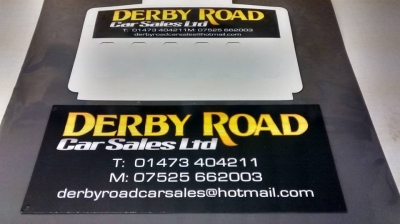 DERBY ROAD
Car Sales Ltd
T: 01473 404211M: 07525 662003
derbyroadcarsales@hotmail.com
DERBY ROAD
Car Sales Ltd
T: 01473 404211
M: 07525 662003
derbyroadcarsales@hotmail.com